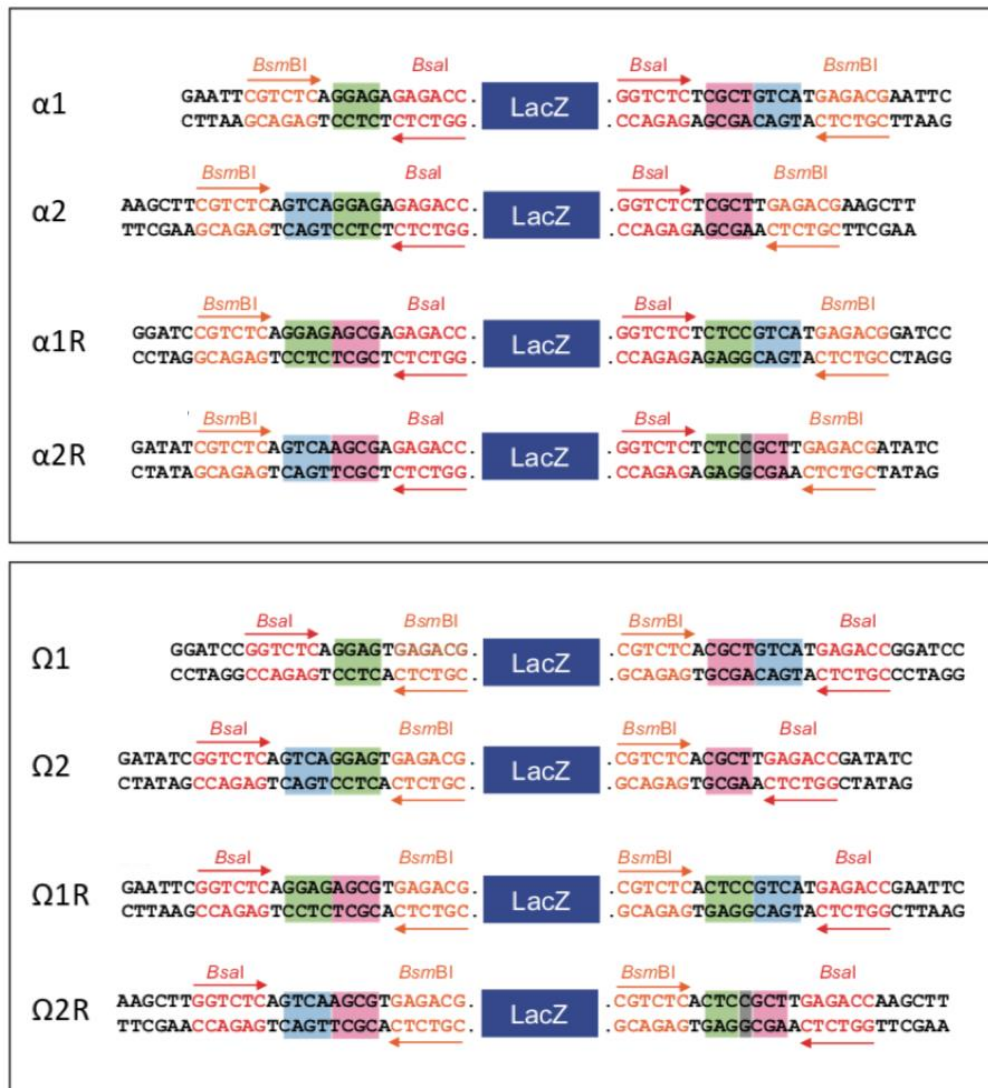 BsmBI BsaI BsaI BsmBI
α1 GAATTCGTCTCAGGAGAGAGACC. LacZ .GGTCTCTCGCTGTCATGAGACGAATTC
CTTAAGCAGAGTCCTCTCTCTGG CCAGAGAGCGACAGTACTCTGCTTAAG
BsmBI BsaI BsaI BsmBI
α2 AAGCTTCGTCTCAGTCAGGAGAGAGACC. LacZ .GGTCTCTCGCTTGAGACGAAGCTT
TTCGAAGCAGAGTCAGTCCTCTCTCTGG CCAGAGAGCGAACTCTGCTTCGAA
BsmBI BsaI BsaI BsmBI
α1R GGATCCGTCTCAGGAGAGCGAGAGACC. LacZ .GGTCTCTCTCCGTCATGAGACGGATCC
CCTAGGCAGAGTCCTCTCGCTCTCTGG CCAGAGAGAGGCAGTACTCTGCCTAGG
BsmBI BsaI BsaI BsmBI
α2R GATATCGTCTCAGTCAAGCGAGAGACC. LacZ .GGTCTCTCTCCGCTTGAGACGATATC
CTATAGCAGAGTCAGTTCGCTCTCTGG CCAGAGAGAGGCGAACTCTGCTATAG
BsaI BsmBI BsmBI BsaI
Ω1 GGATCCGGTCTCAGGAGTGAGACG. LacZ .CGTCTCACGCTGTCATGAGACCGGATCC
CCTAGGCCAGAGTCCTCACTCTGC GCAGAGTGCGACAGTACTCTGGCCTAGG
BsaI BsmBI BsmBI BsaI
Ω2 GATATCGGTCTCAGTCAGGAGTGAGACG. LacZ .CGTCTCACGCTTGAGACCGATATC
CTATAGCCAGAGTCAGTCCTCACTCTGC GCAGAGTGCGAACTCTGGCTATAG
BsaI BsmBI BsmBI BsaI
Ω1R GAATTCGGTCTCAGGAGAGCGTGAGACG. LacZ .CGTCTCACTCCGTCATGAGACCGAATTC
CTTAAGCCAGAGTCCTCTCGCACTCTGC GCAGAGTGAGGCAGTACTCTGGCTTAAG
BsaI BsmBI BsmBI BsaI
Ω2R AAGCTTGGTCTCAGTCAAGCGTGAGACG. LacZ .CGTCTCACTCCGCTTGAGACCAAGCTT
TTCGAACCAGAGTCAGTTCGCACTCTGC GCAGAGTGAGGCGAACTCTGGTTCGAA